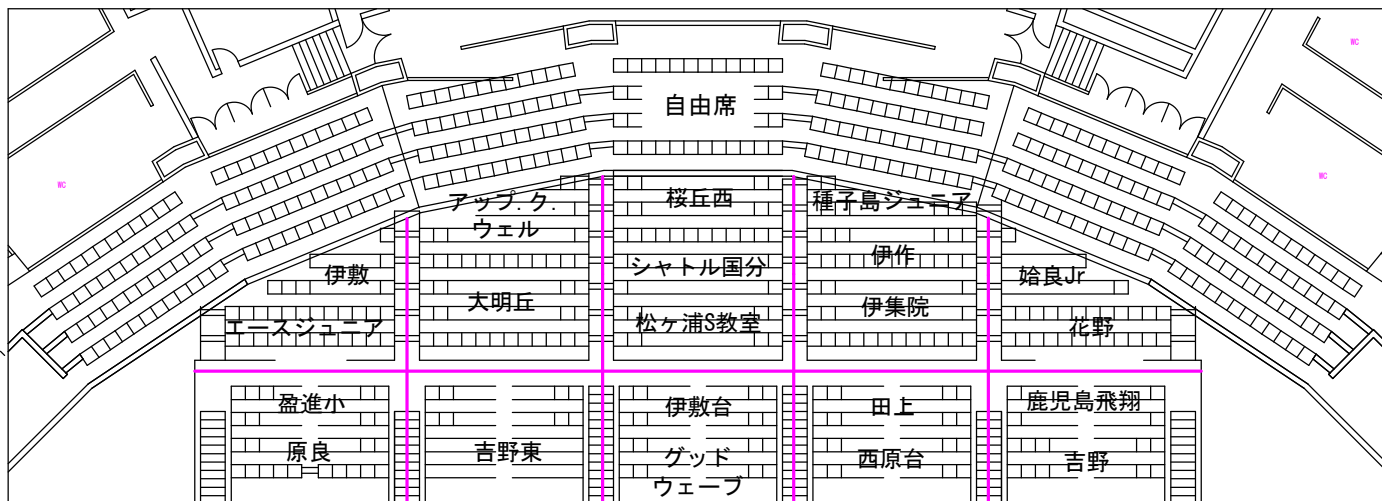 WC
自由席
WC
WC
アップ.ク.
ウェル
桜丘西
種子島ジュニア
伊敷
シャトル国分
伊作
姶良Jr
大明丘
伊集院
エースジュニア
松ヶ浦S教室
花野
盈進小
伊敷台
田上
鹿児島飛翔
原良
吉野東
グッド
ウェーブ
西原台
吉野